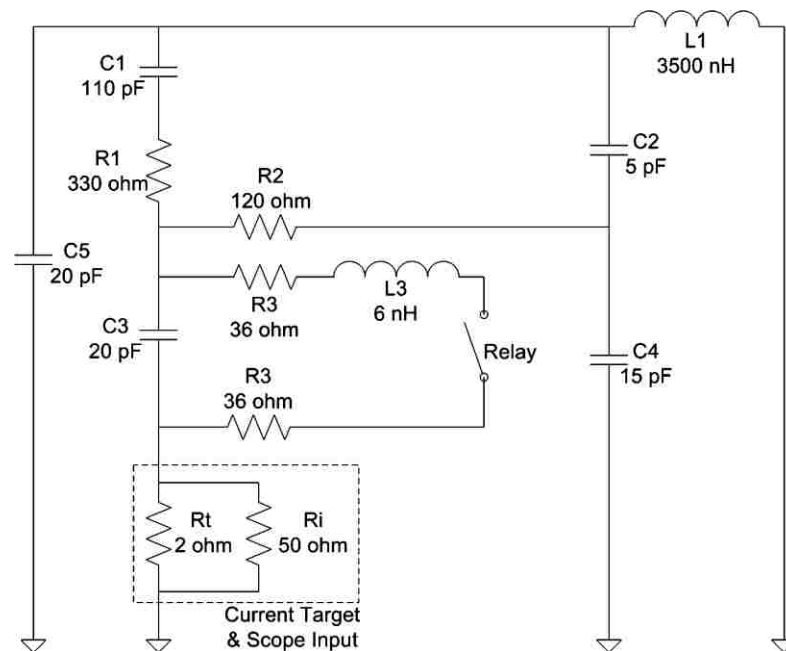 L1
3500 nH
C1
110 pF
R1
330 ohm
C2
5 pF
R2
120 ohm
C5
20 pF
L3
6 nH
R3
36 ohm
C3
20 pF
Relay
C4
15 pF
R3
36 ohm
Rt
2 ohm
Ri
50 ohm
Current Target
& Scope Input